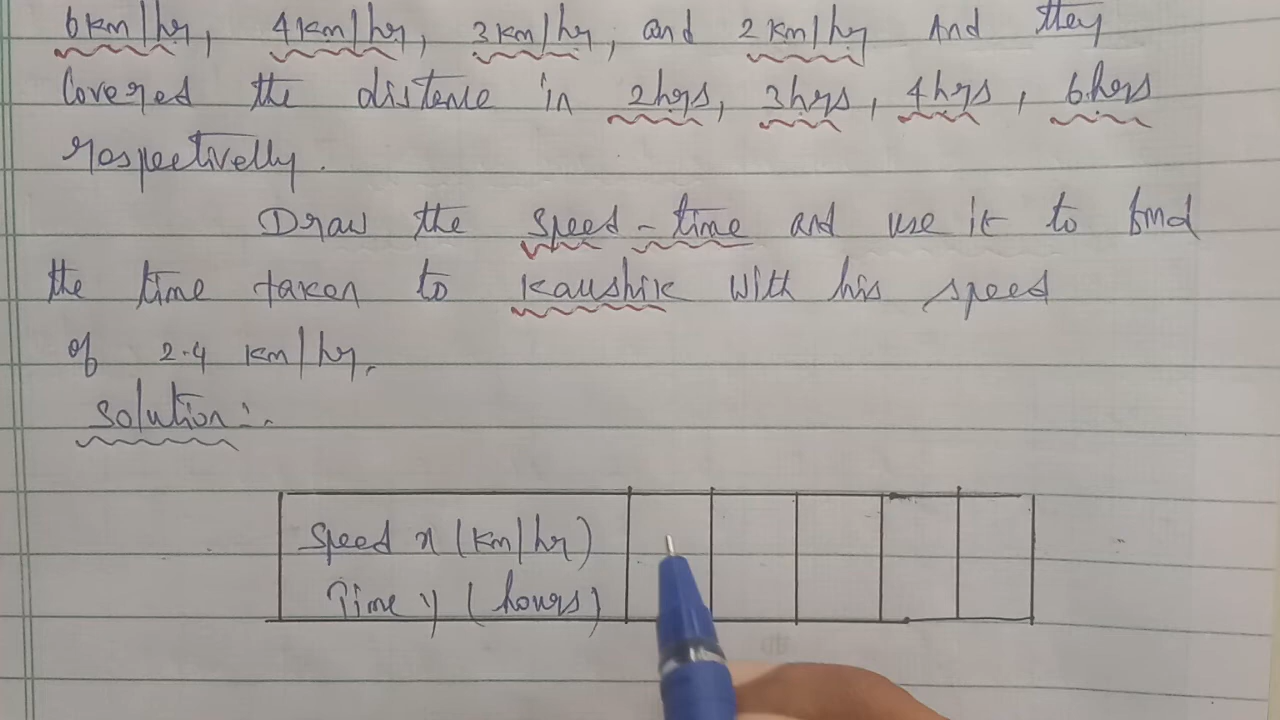 6km/hr, 4km/hr, 3km/hr, and 2km/hr And they
Covered the distence in 2hrs, 3hrs, 4hrs, 6hrs
respectivelly.
Draw the speed-time and use it to find
the time taken to Kaushik with his speed
of 2.4 km/hr.
Solution:-
Speed x (km/hr)
Time y (hours)